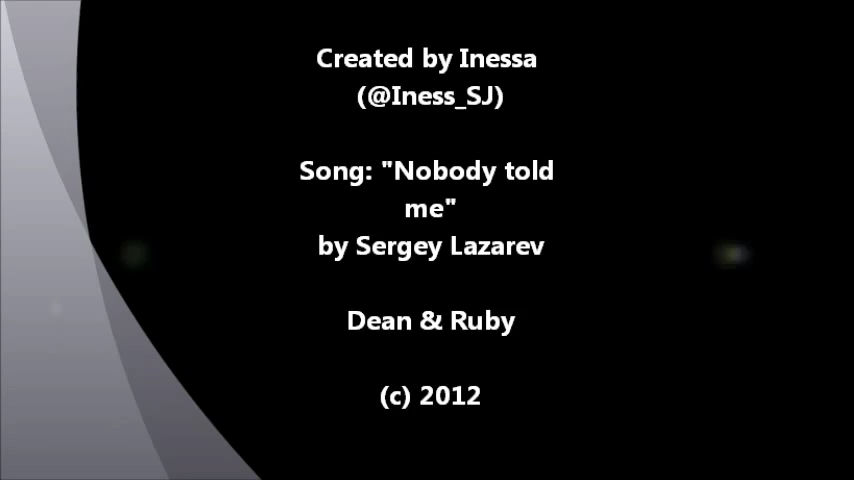 Created by Inessa
(@Iness_SJ)
Song: "Nobody told
me"
by Sergey Lazarev
Dean & Ruby
(c) 2012